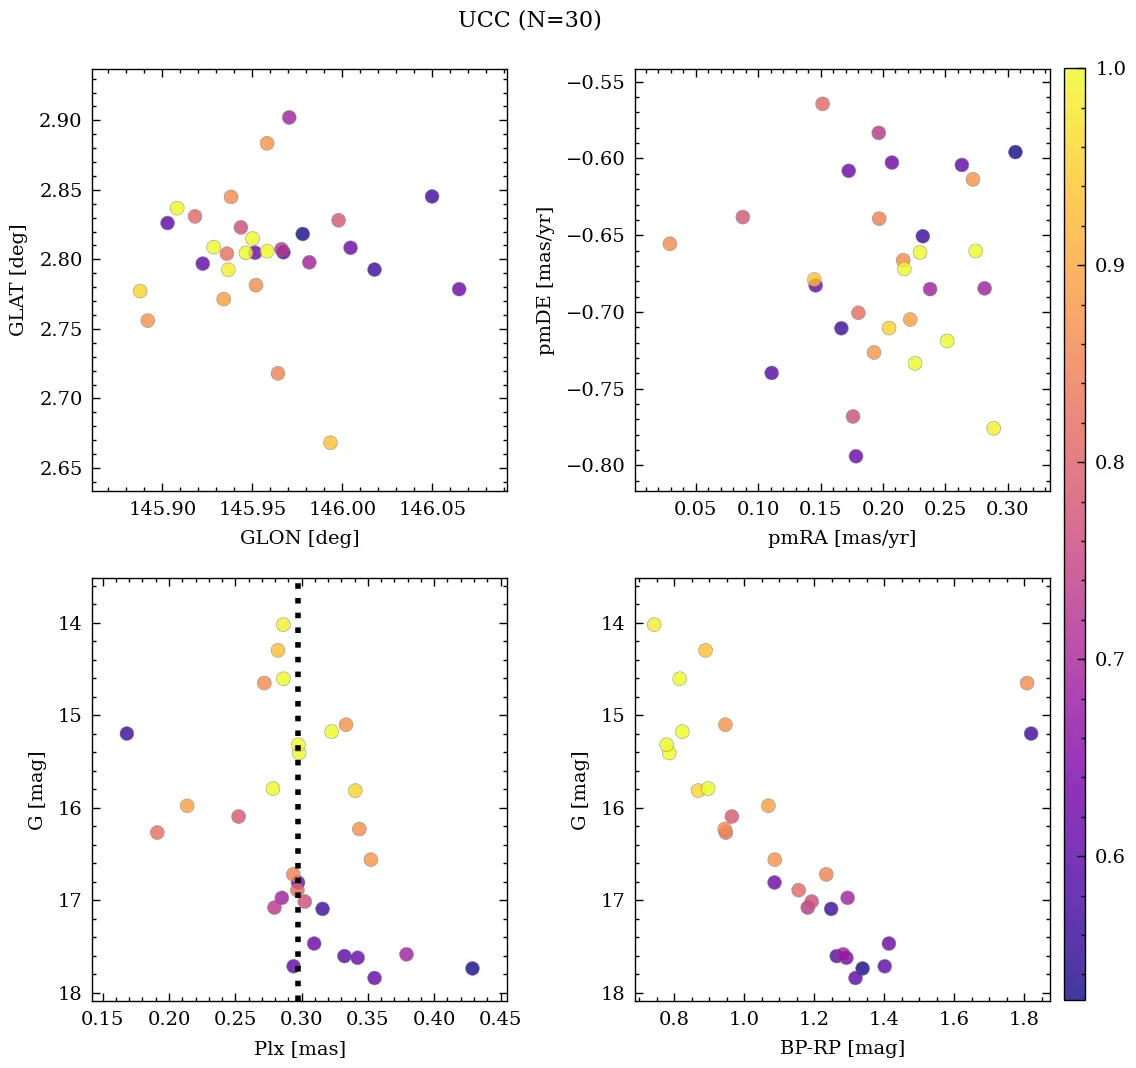 UCC (N=30)
2.90
2.85
2.80
2.75
2.70
2.65
GLAT [deg]
145.90 145.95 146.00 146.05
GLON [deg]
−0.55
−0.60
−0.65
−0.70
−0.75
−0.80
pmDE [mas/yr]
0.05 0.10 0.15 0.20 0.25 0.30
pmRA [mas/yr]
1.0
0.9
0.8
0.7
0.6
14
15
16
17
18
G [mag]
0.15 0.20 0.25 0.30 0.35 0.40 0.45
Plx [mas]
14
15
16
17
18
G [mag]
0.8 1.0 1.2 1.4 1.6 1.8
BP-RP [mag]